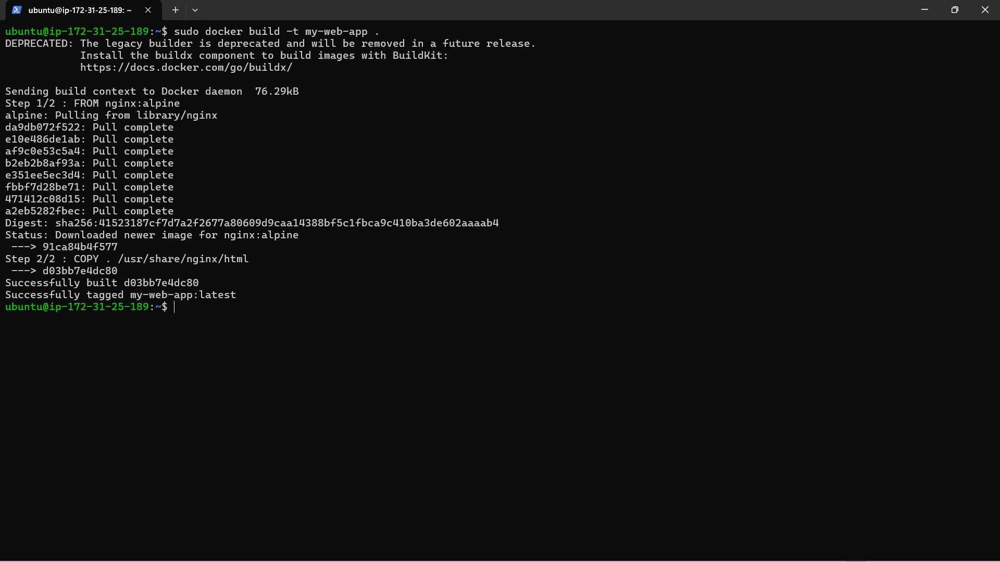 ubuntu@ip-172-31-25-189: ~
ubuntu@ip-172-31-25-189:~$ sudo docker build -t my-web-app .
DEPRECATED: The legacy builder is deprecated and will be removed in a future release.
            Install the buildx component to build images with BuildKit:
            https://docs.docker.com/go/buildx/

Sending build context to Docker daemon  76.29kB
Step 1/2 : FROM nginx:alpine
alpine: Pulling from library/nginx
da9db072f522: Pull complete
e10e486de1ab: Pull complete
af9c0e53c5a4: Pull complete
b2eb2b8af93a: Pull complete
e351ee5ec3d4: Pull complete
fbbf7d28be71: Pull complete
471412c08d15: Pull complete
a2eb5282fbec: Pull complete
Digest: sha256:41523187cf7d7a2f2677a80609d9caa14388bf5c1fbca9c410ba3de602aaaab4
Status: Downloaded newer image for nginx:alpine
 ---> 91ca84b4f577
Step 2/2 : COPY . /usr/share/nginx/html
 ---> d03bb7e4dc80
Successfully built d03bb7e4dc80
Successfully tagged my-web-app:latest
ubuntu@ip-172-31-25-189:~$